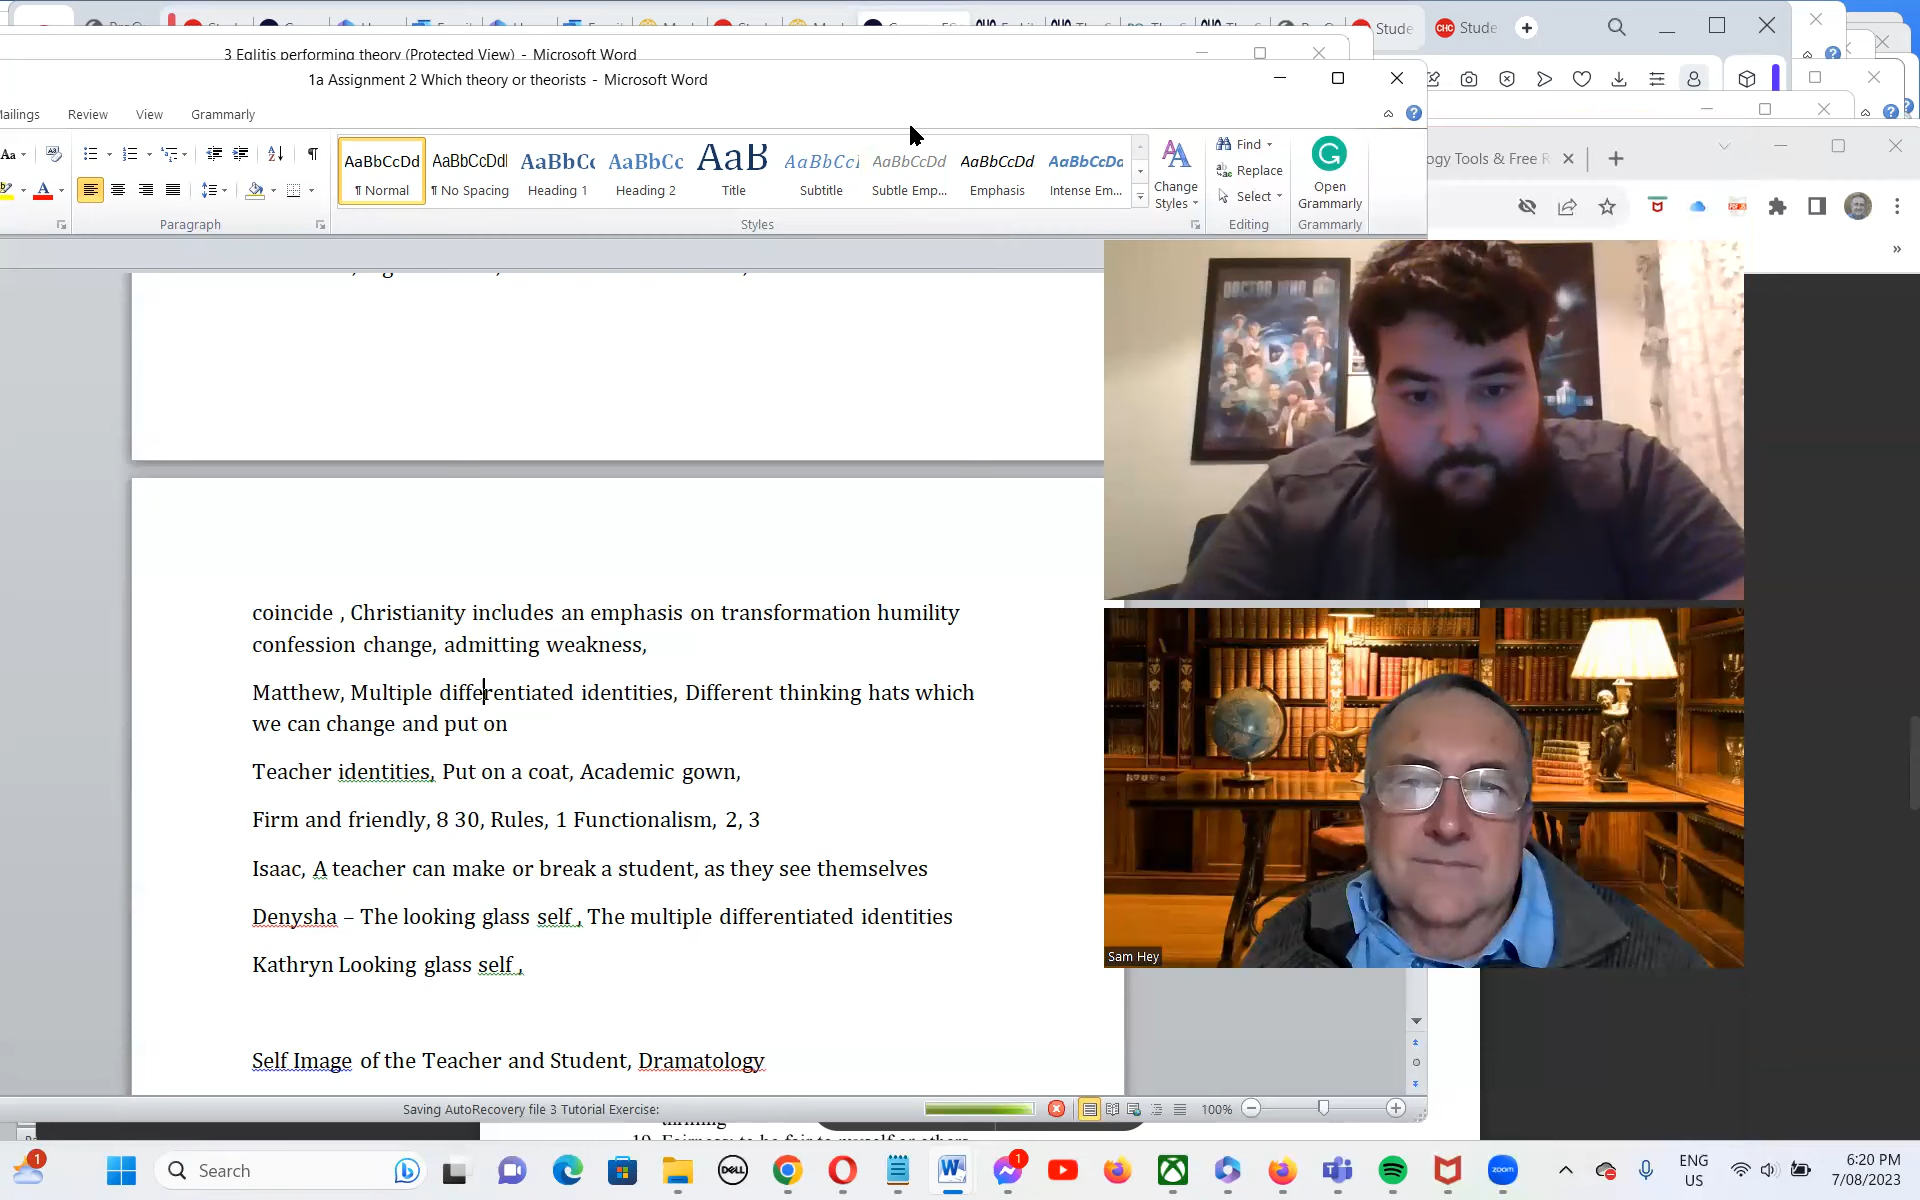 Stude
Stude
3 Eglitis performing theory (Protected View) - Microsoft Word
1a Assignment 2 Which theory or theorists - Microsoft Word
Mailings Review View Grammarly
Aa
AaBbCcDd AaBbCcDdI AaBbCc AaBbCc AaB AaBbCcI AaBbCcDd AaBbCcDd AaBbCcDc
¶ Normal ¶ No Spacing Heading 1 Heading 2 Title Subtitle Subtle Emp... Emphasis Intense Em...
Change Styles
Find
Replace
Select
Open Grammarly
Paragraph Styles Editing Grammarly
ogy Tools & Free R
DOCTOR WHO
coincide , Christianity includes an emphasis on transformation humility
confession change, admitting weakness,
Matthew, Multiple differentiated identities, Different thinking hats which
we can change and put on
Teacher identities, Put on a coat, Academic gown,
Firm and friendly, 8 30, Rules, 1 Functionalism, 2, 3
Isaac, A teacher can make or break a student, as they see themselves
Denysha – The looking glass self , The multiple differentiated identities
Kathryn Looking glass self ,
Self Image of the Teacher and Student, Dramatology
Sam Hey
Saving AutoRecovery file 3 Tutorial Exercise:
100%
Search
DELL
zoom
ENG
US
6:20 PM
7/08/2023